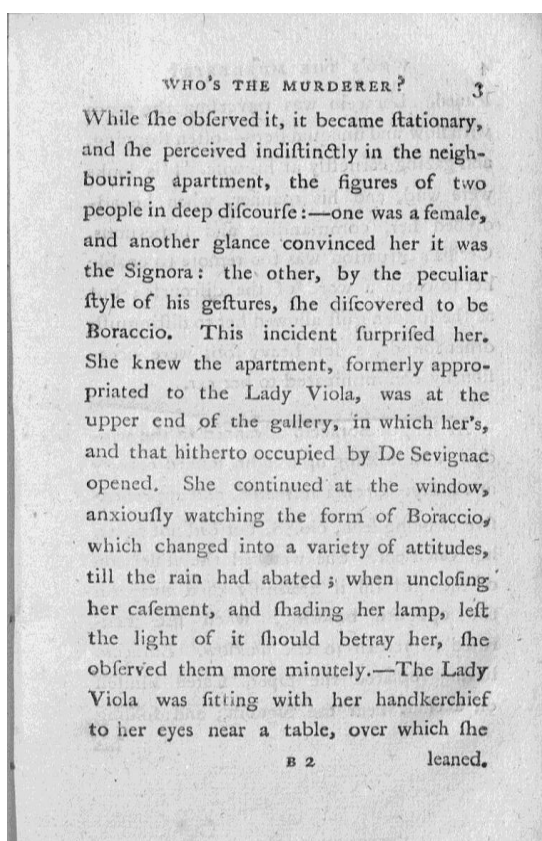 WHO'S THE MURDERER? 3
While ſhe obſerved it, it became ſtationary,
and ſhe perceived indiſtinctly in the neigh-
bouring apartment, the figures of two
people in deep diſcourſe:—one was a female,
and another glance convinced her it was
the Signora: the other, by the peculiar
ſtyle of his geſtures, ſhe diſcovered to be
Boraccio. This incident ſurpriſed her.
She knew the apartment, formerly appro-
priated to the Lady Viola, was at the
upper end of the gallery, in which her's,
and that hitherto occupied by De Sevignac
opened. She continued at the window,
anxiouſly watching the form of Boraccio,
which changed into a variety of attitudes,
till the rain had abated; when uncloſing
her caſement, and ſhading her lamp, leſt
the light of it ſhould betray her, ſhe
obſerved them more minutely.—The Lady
Viola was ſitting with her handkerchief
to her eyes near a table, over which ſhe
B 2 leaned.